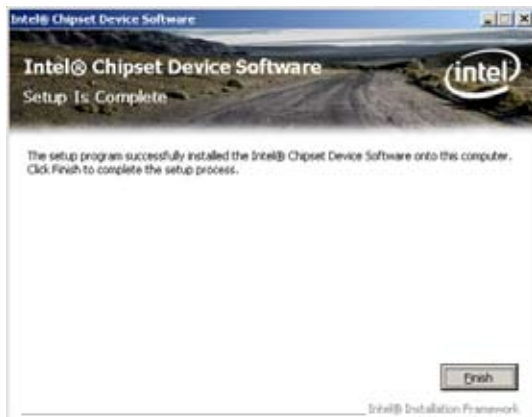 Intel® Chipset Device Software
Intel® Chipset Device Software
intel
Setup Is Complete
The setup program successfully installed the Intel® Chipset Device Software onto this computer.
Click Finish to complete the setup process.
Finish
Intel® Installation Framework